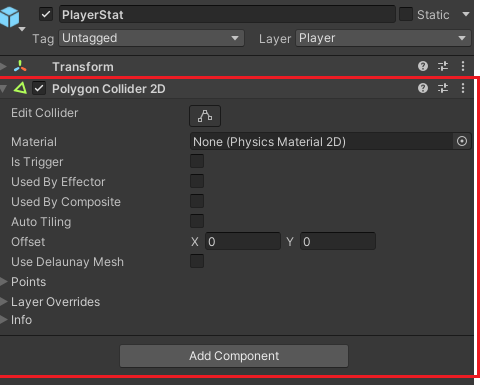 PlayerStat Static
Tag Untagged Layer Player
Transform
Polygon Collider 2D
Edit Collider
Material None (Physics Material 2D)
Is Trigger
Used By Effector
Used By Composite
Auto Tiling
Offset X 0 Y 0
Use Delaunay Mesh
Points
Layer Overrides
Info
Add Component